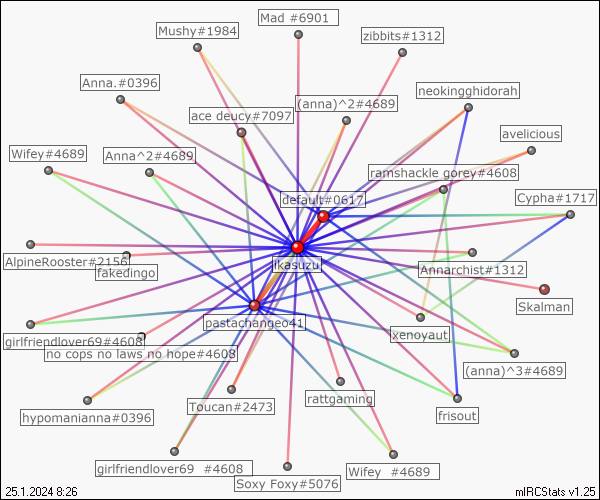 Mad #6901
Mushy#1984
zibbits#1312
Anna.#0396
neokingghidorah
(anna)^2#4689
ace deucy#7097
avelicious
Wifey#4689
Anna^2#4689
ramshackle gorey#4608
default#0617
Cypha#1717
AlpineRooster#2156
fakedingo
ikasuzu
Annarchist#1312
Skalman
pastachangeo41
xenoyaut
girlfriendlover69#4608
no cops no laws no hope#4608
(anna)^3#4689
rattgaming
Toucan#2473
hypomanianna#0396
frisout
girlfriendlover69 #4608
Wifey #4689
Soxy Foxy#5076
25.1.2024 8:26
mIRCStats v1.25